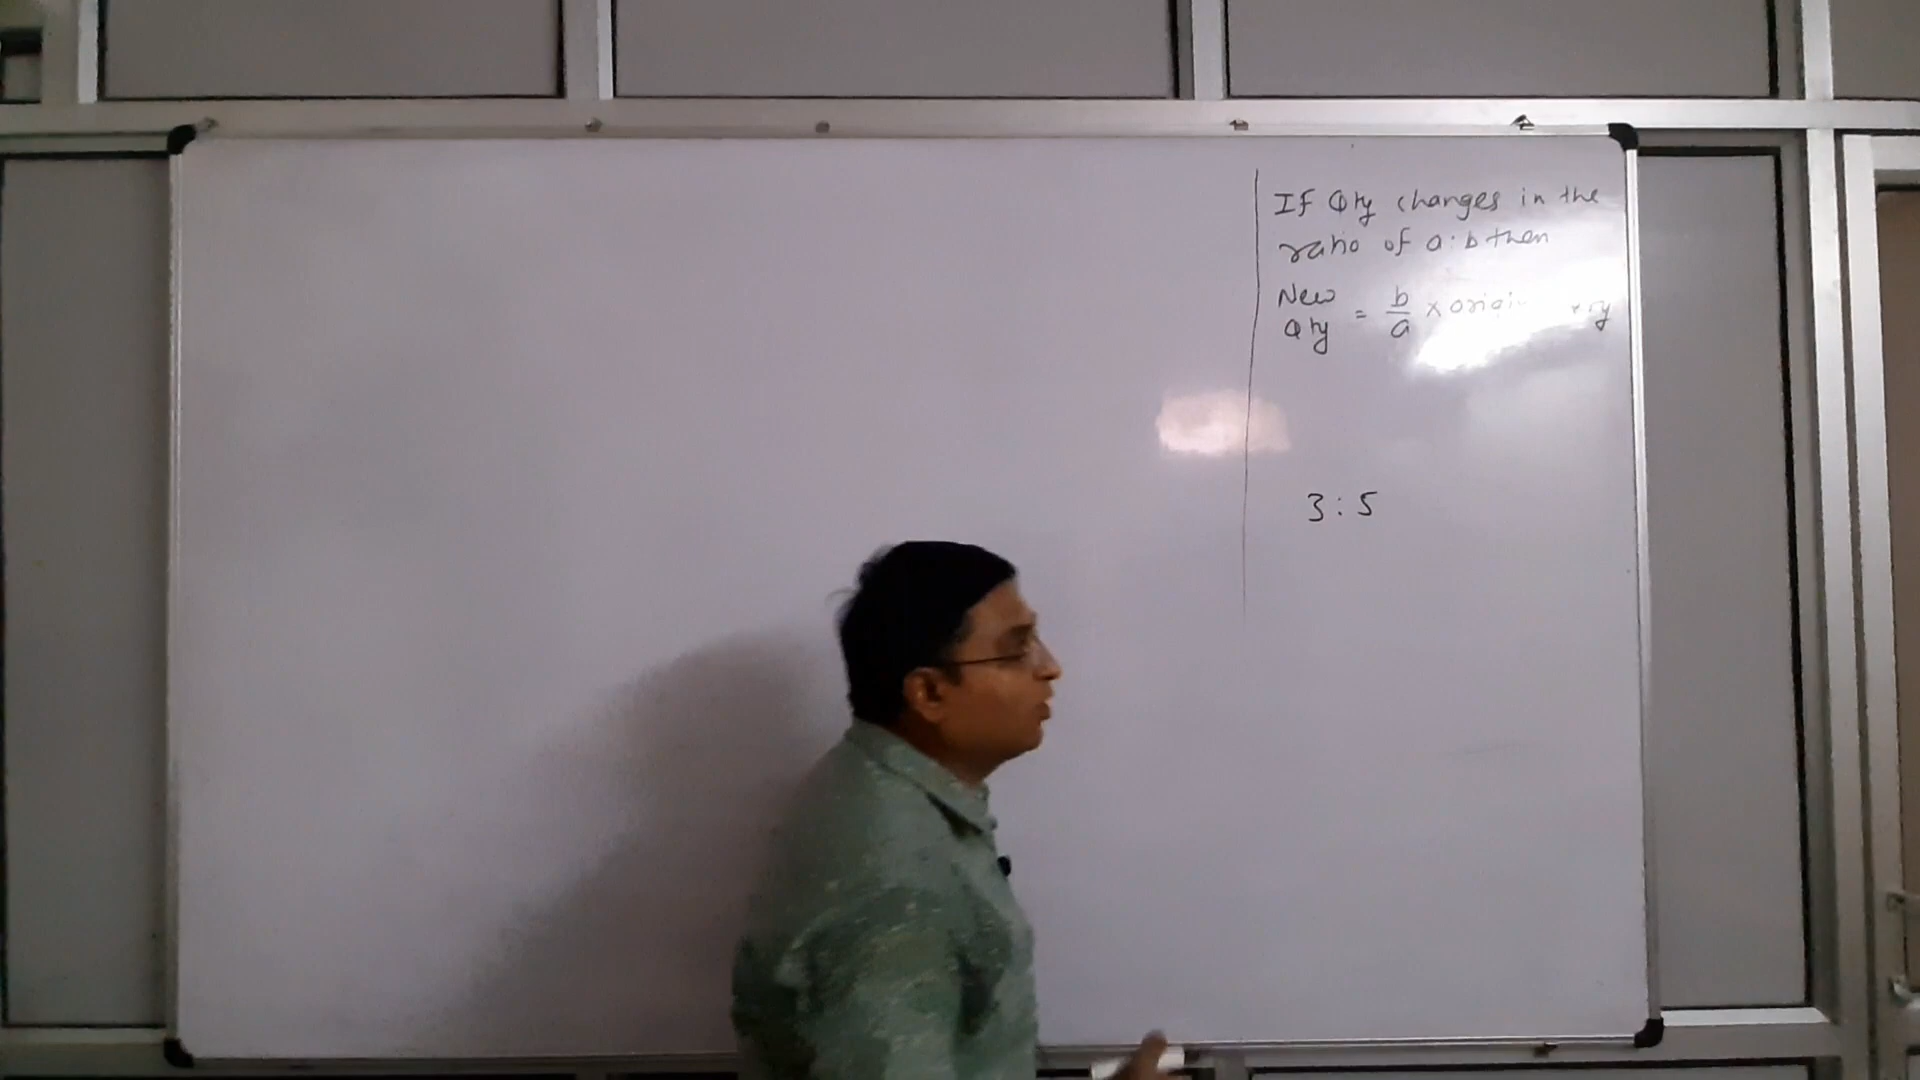 If Qty changes in the
ratio of a:b then
New Qty = b/a ×
3 : 5